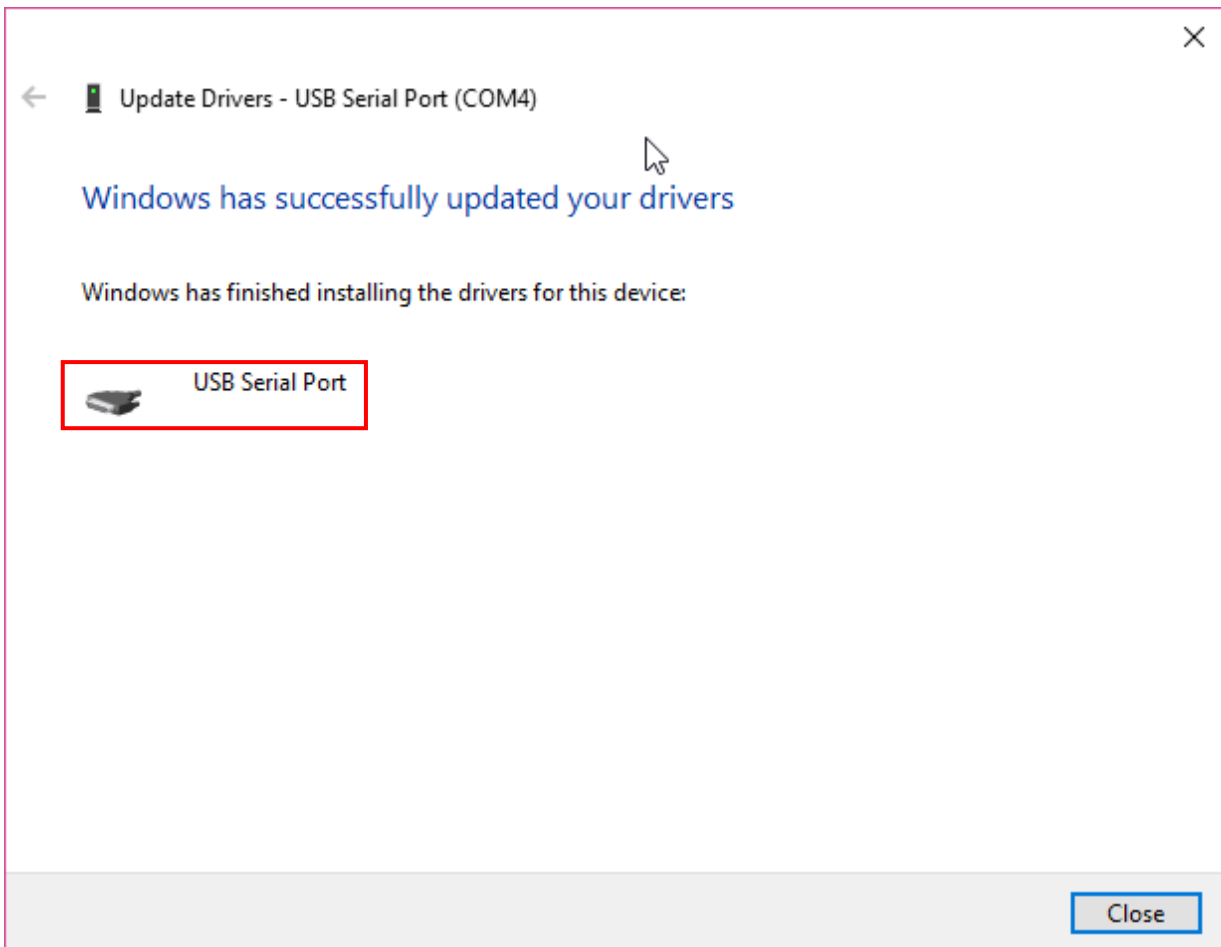 Update Drivers - USB Serial Port (COM4)
Windows has successfully updated your drivers
Windows has finished installing the drivers for this device:
USB Serial Port
Close